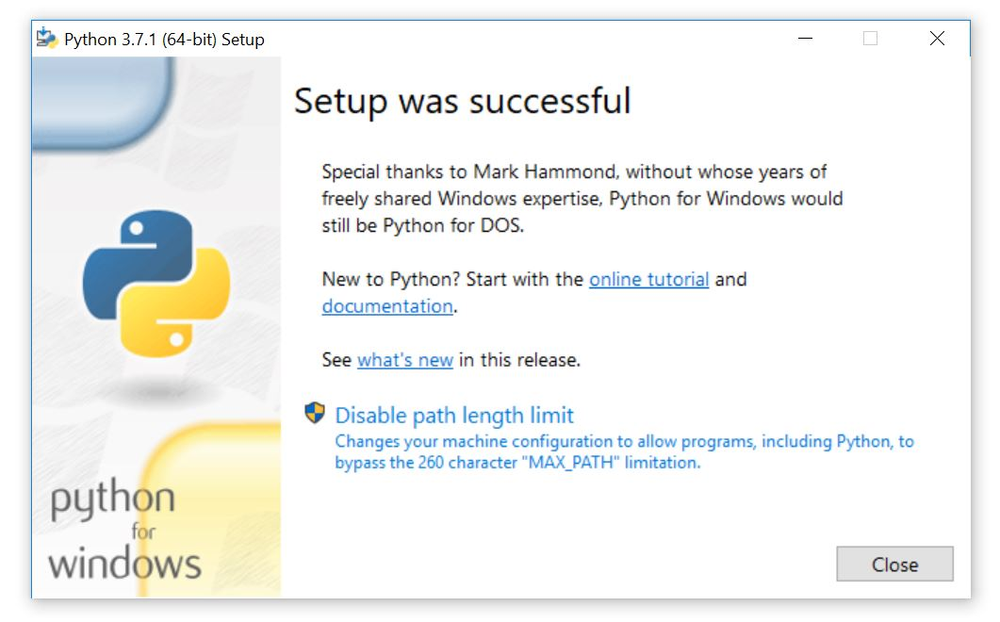 Python 3.7.1 (64-bit) Setup
Setup was successful
Special thanks to Mark Hammond, without whose years of
freely shared Windows expertise, Python for Windows would
still be Python for DOS.
New to Python? Start with the online tutorial and
documentation.
See what's new in this release.
Disable path length limit
Changes your machine configuration to allow programs, including Python, to
bypass the 260 character "MAX_PATH" limitation.
python
for
windows
Close